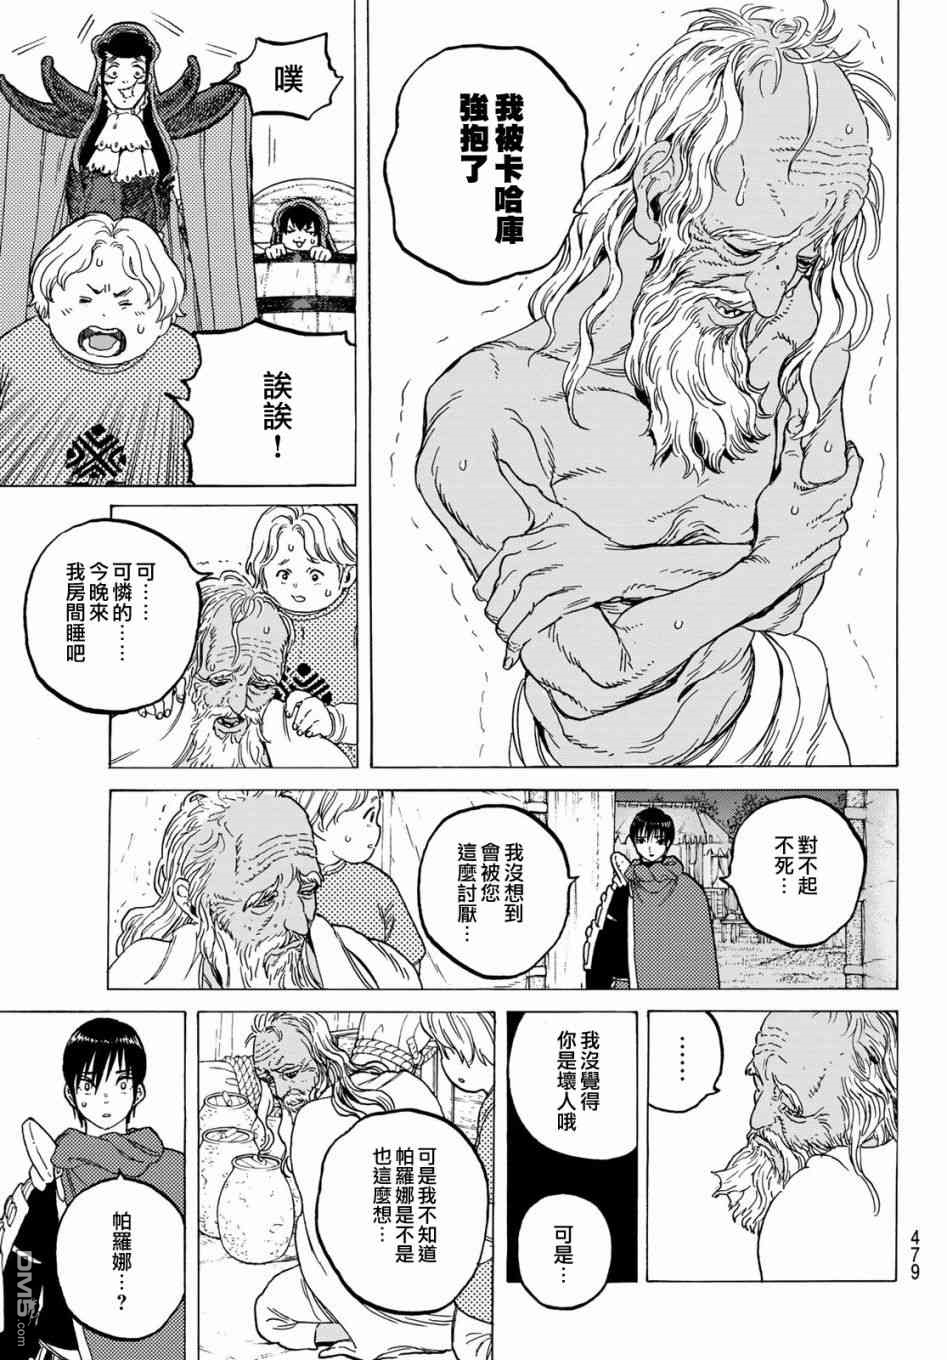 我被卡哈庫
強抱了
噗
誒誒！
可……
可憐的……
今晚來
我房間睡吧
對不起
不死…
我沒想到
會被您
這麼討厭…
……
我沒覺得
你是壞人哦
可是…
可是我不知道
帕羅娜是不是
也這麼想…
帕羅娜…？
479
DM5
.com